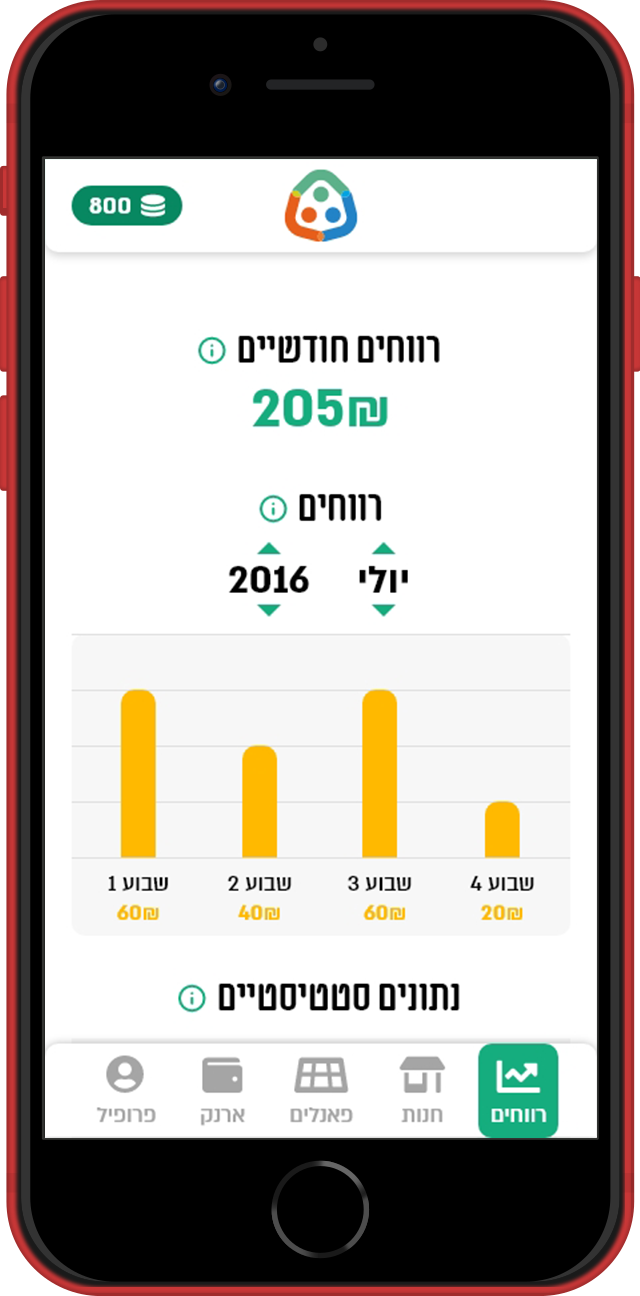 800
רווחים חודשיים
205₪
רווחים
יולי 2016
שבוע 1 שבוע 2 שבוע 3 שבוע 4
60₪ 40₪ 60₪ 20₪
נתונים סטטיסטיים
רווחים חנות פאנלים ארנק פרופיל